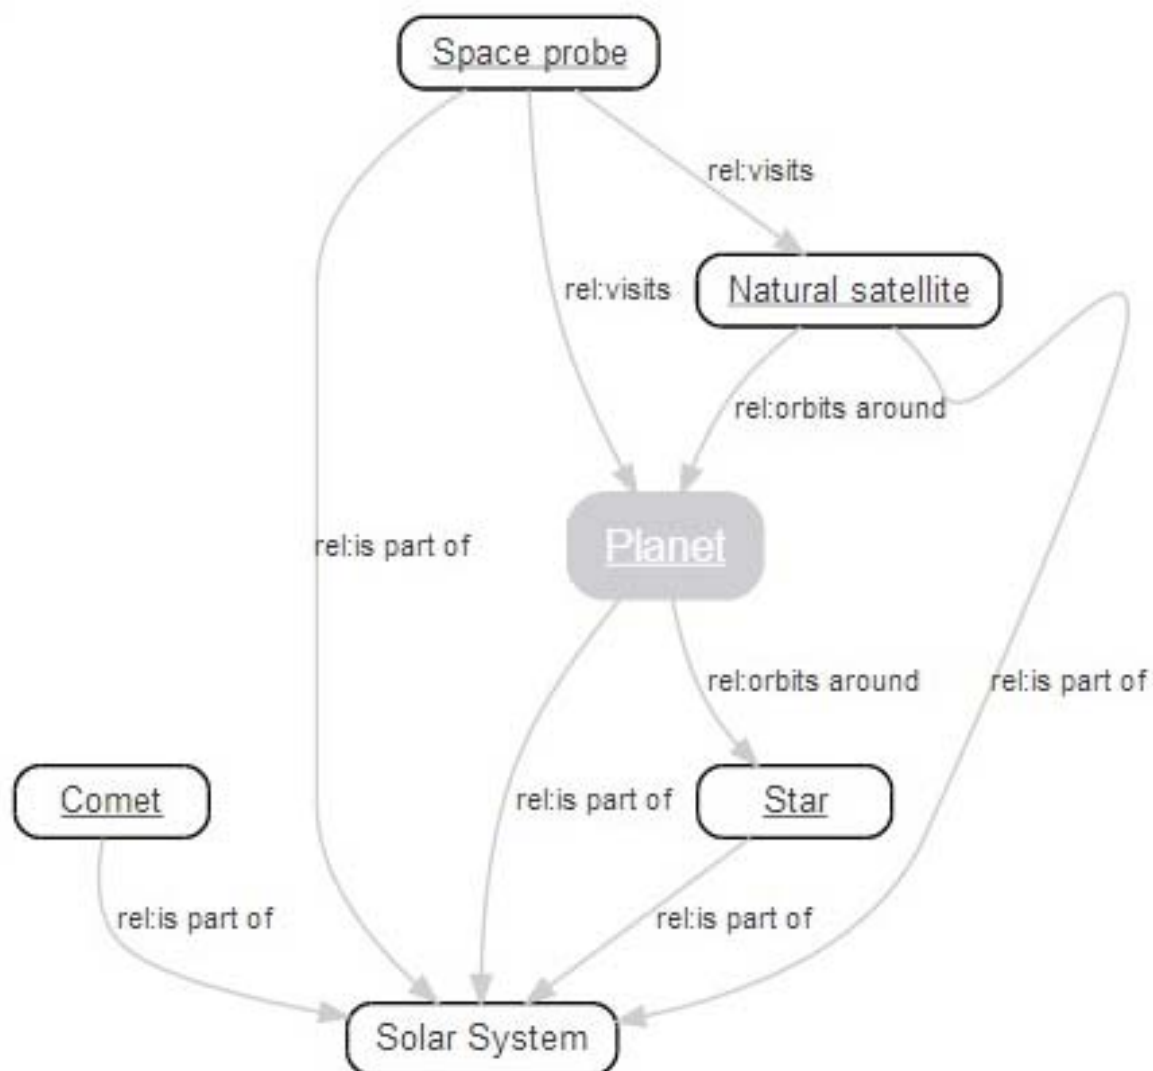 Space probe
rel:visits
rel:visits
Natural satellite
rel:orbits around
rel:is part of
Planet
rel:orbits around
rel:is part of
Comet
rel:is part of
Star
rel:is part of
rel:is part of
Solar System